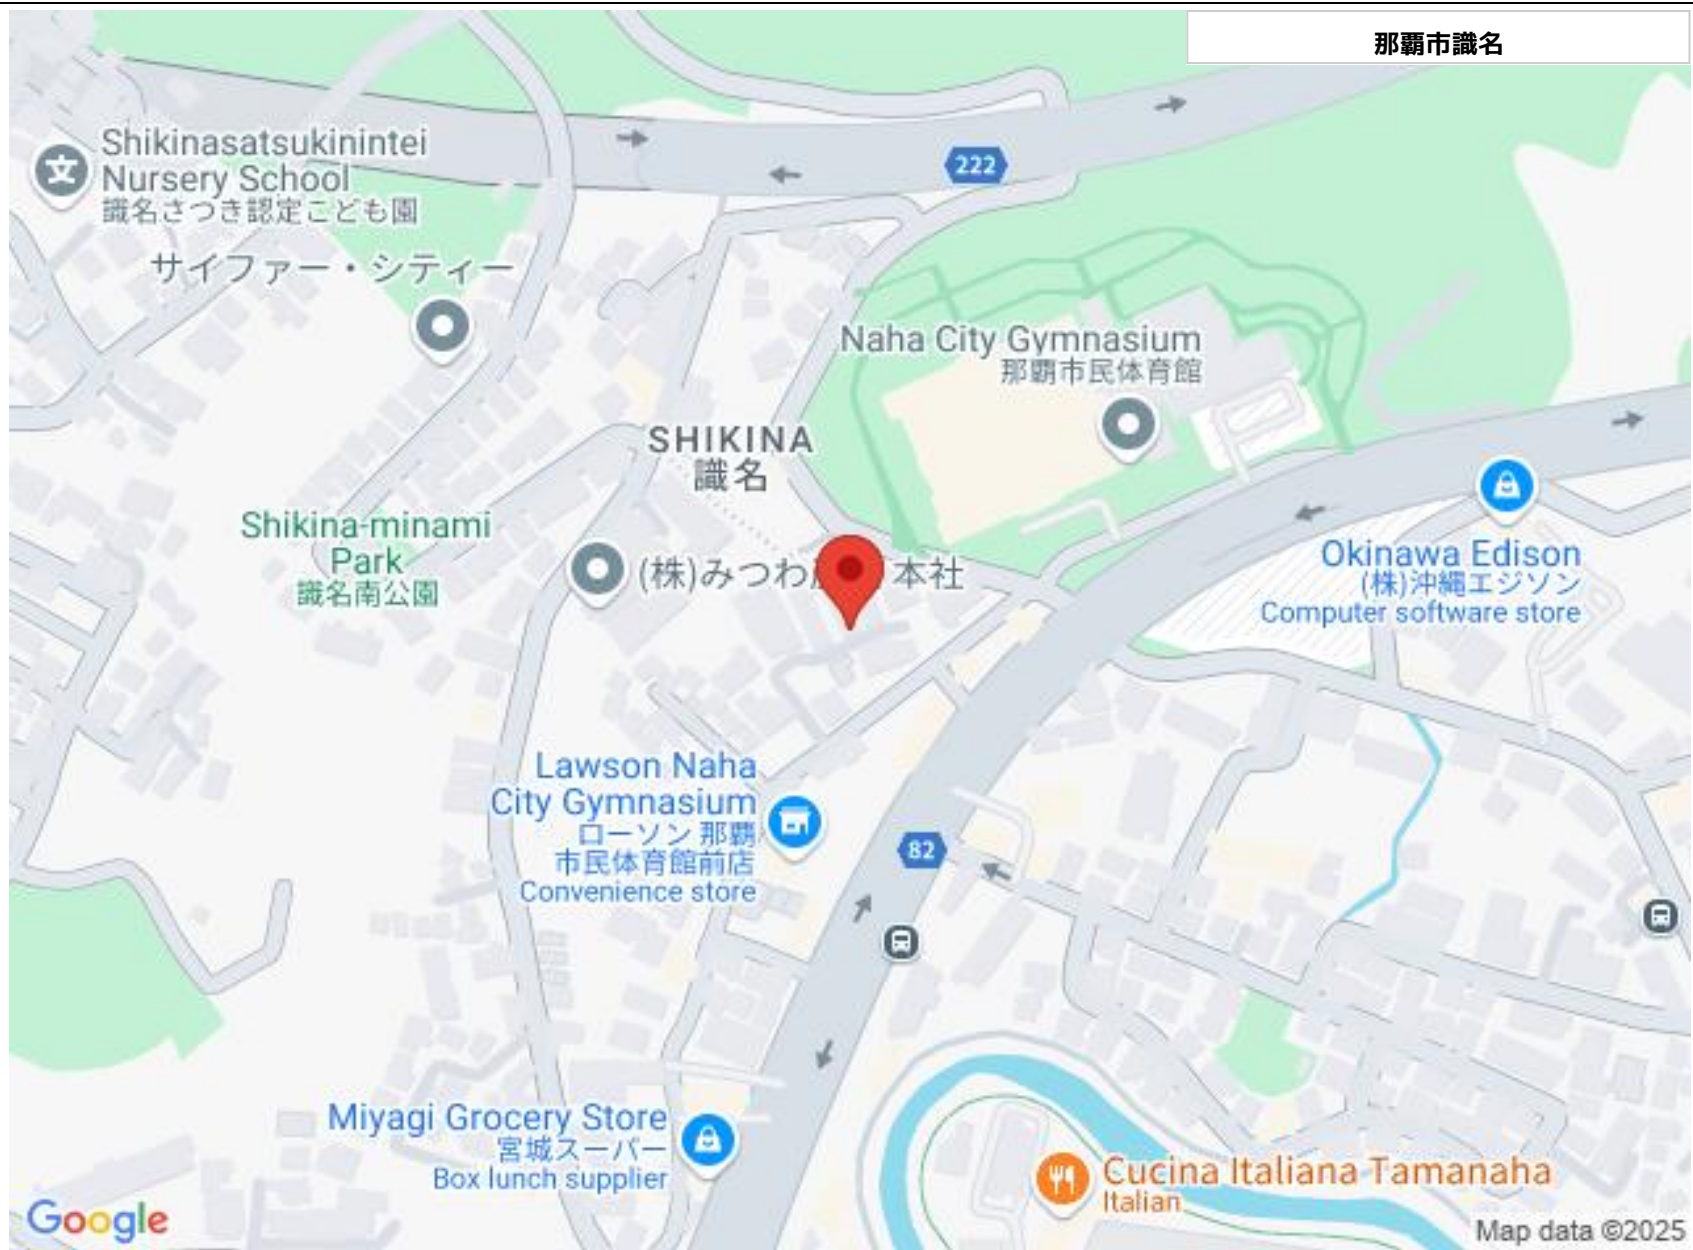 那覇市識名
Shikinasatsukinintei
Nursery School
識名さつき認定こども園
222
サイファー・シティー
Naha City Gymnasium
那覇市民体育館
SHIKINA
識名
Shikina-minami
Park
識名南公園
(株)みつわ
本社
Okinawa Edison
(株)沖縄エジソン
Computer software store
Lawson Naha
City Gymnasium
ローソン 那覇
市民体育館前店
Convenience store
82
Miyagi Grocery Store
宮城スーパー
Box lunch supplier
Cucina Italiana Tamanaha
Italian
Google
Map data ©2025